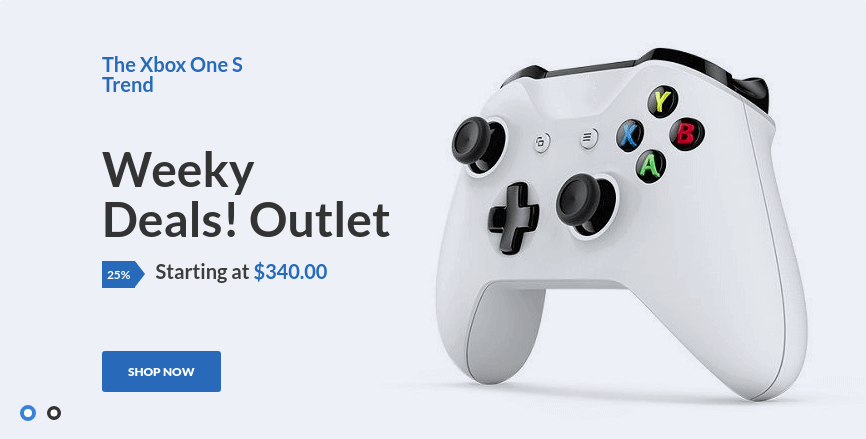 The Xbox One S
Trend
Weeky
Deals! Outlet
25% Starting at $340.00
SHOP NOW
Y
X B
A